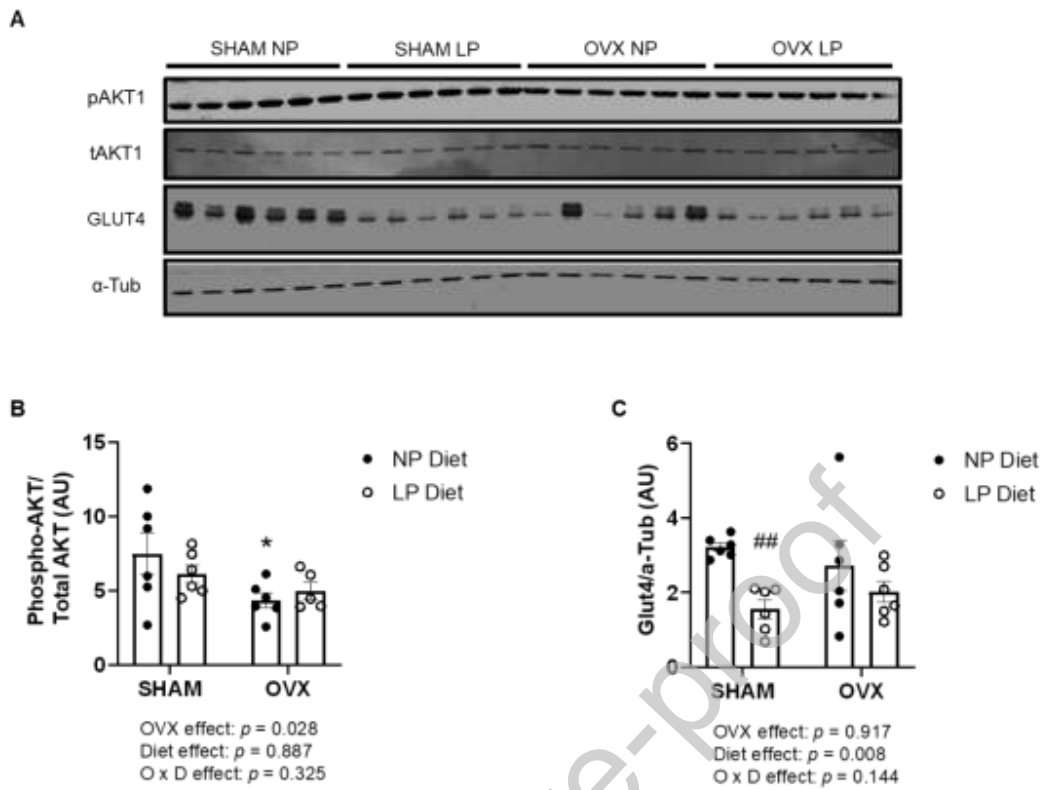 A
SHAM NP SHAM LP OVX NP OVX LP
pAKT1
tAKT1
GLUT4
α-Tub
B
Phospho-AKT/
Total AKT (AU)
15
10
5
0
*
NP Diet
LP Diet
SHAM OVX
OVX effect: p = 0.028
Diet effect: p = 0.887
O x D effect: p = 0.325
C
Glut4/a-Tub (AU)
6
4
2
0
##
NP Diet
LP Diet
SHAM OVX
OVX effect: p = 0.917
Diet effect: p = 0.008
O x D effect: p = 0.144
e-proof